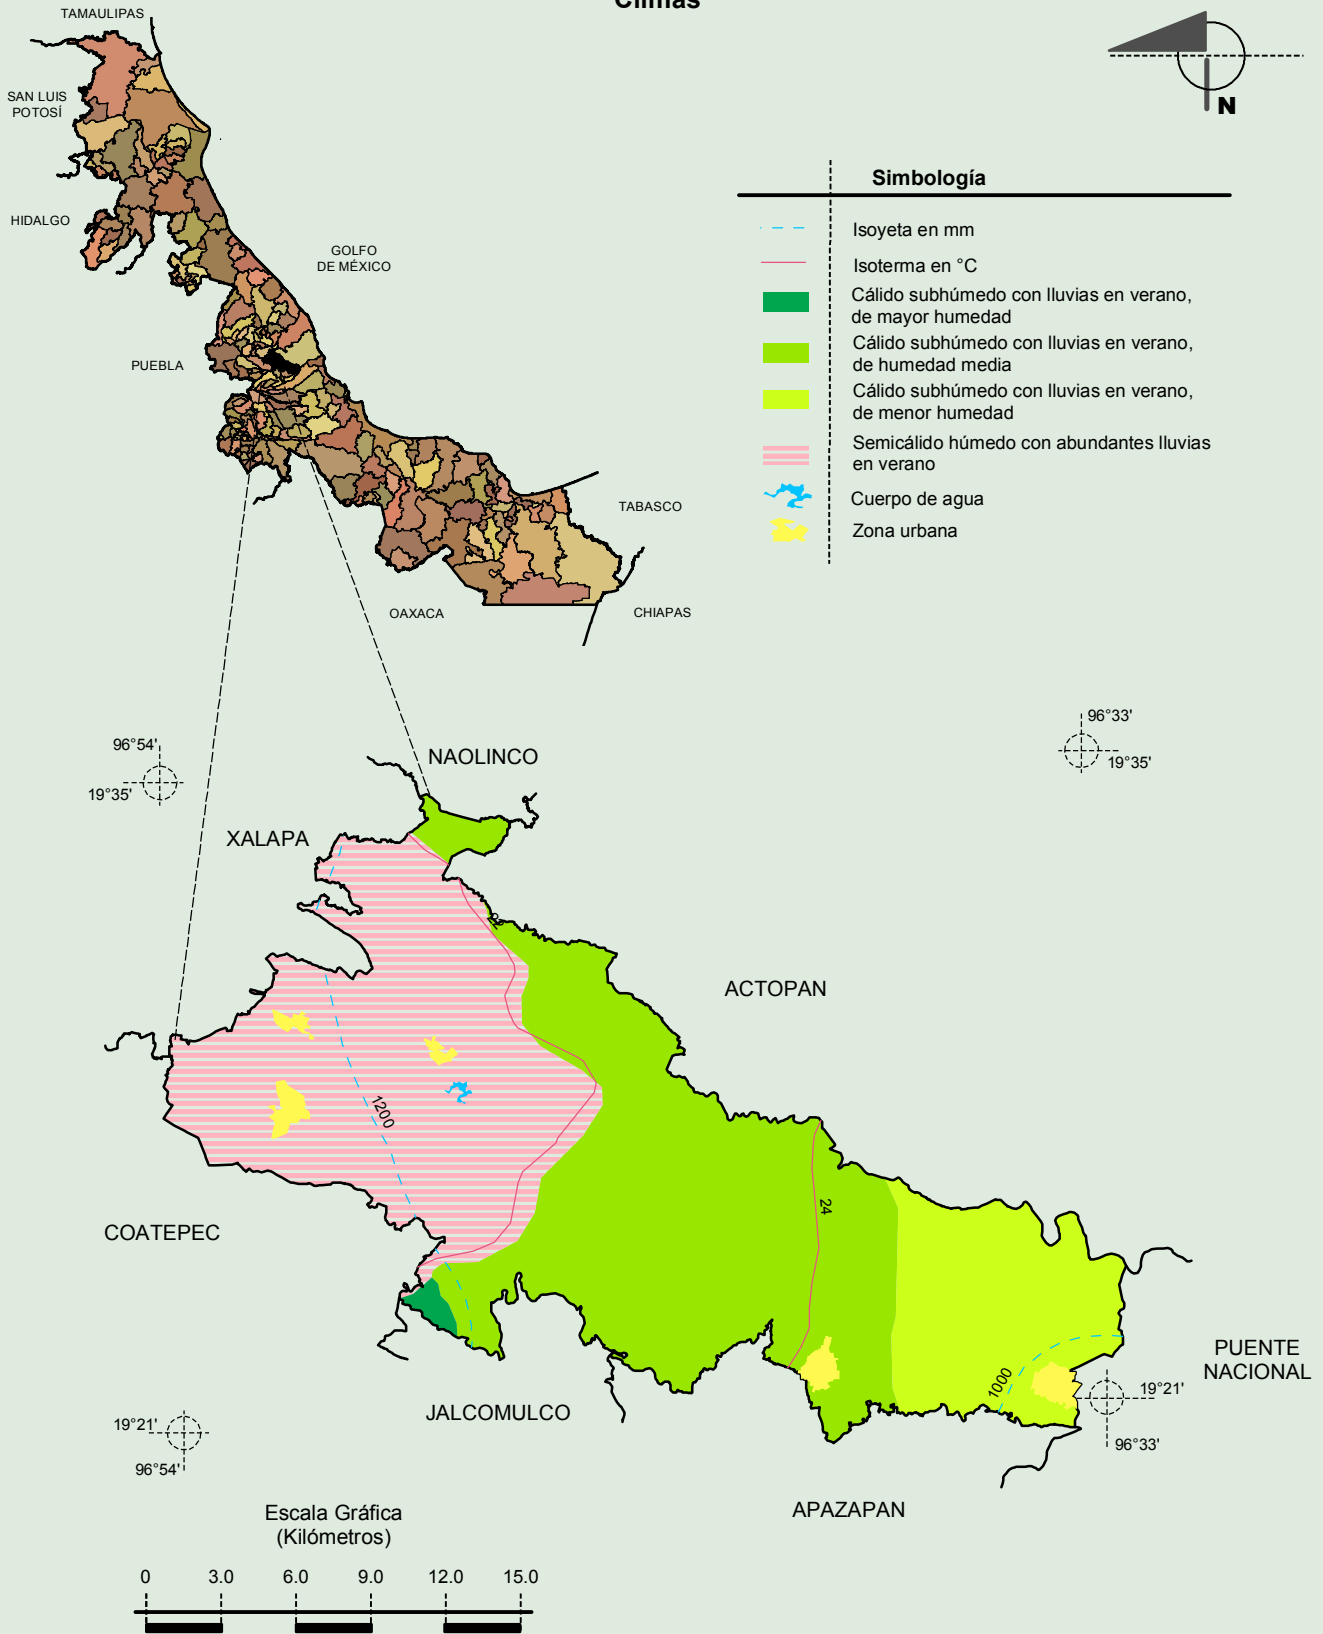 Climas
TAMAULIPAS
SAN LUIS
POTOSÍ
HIDALGO
GOLFO
DE MÉXICO
PUEBLA
TABASCO
OAXACA
CHIAPAS
N
Simbología
Isoyeta en mm
Isoterma en °C
Cálido subhúmedo con lluvias en verano,
de mayor humedad
Cálido subhúmedo con lluvias en verano,
de humedad media
Cálido subhúmedo con lluvias en verano,
de menor humedad
Semicálido húmedo con abundantes lluvias
en verano
Cuerpo de agua
Zona urbana
96°54'
19°35'
96°33'
19°35'
NAOLINCO
XALAPA
ACTOPAN
1200
24
COATEPEC
1000
PUENTE
NACIONAL
19°21'
96°33'
JALCOMULCO
19°21'
96°54'
APAZAPAN
Escala Gráfica
(Kilómetros)
0 3.0 6.0 9.0 12.0 15.0